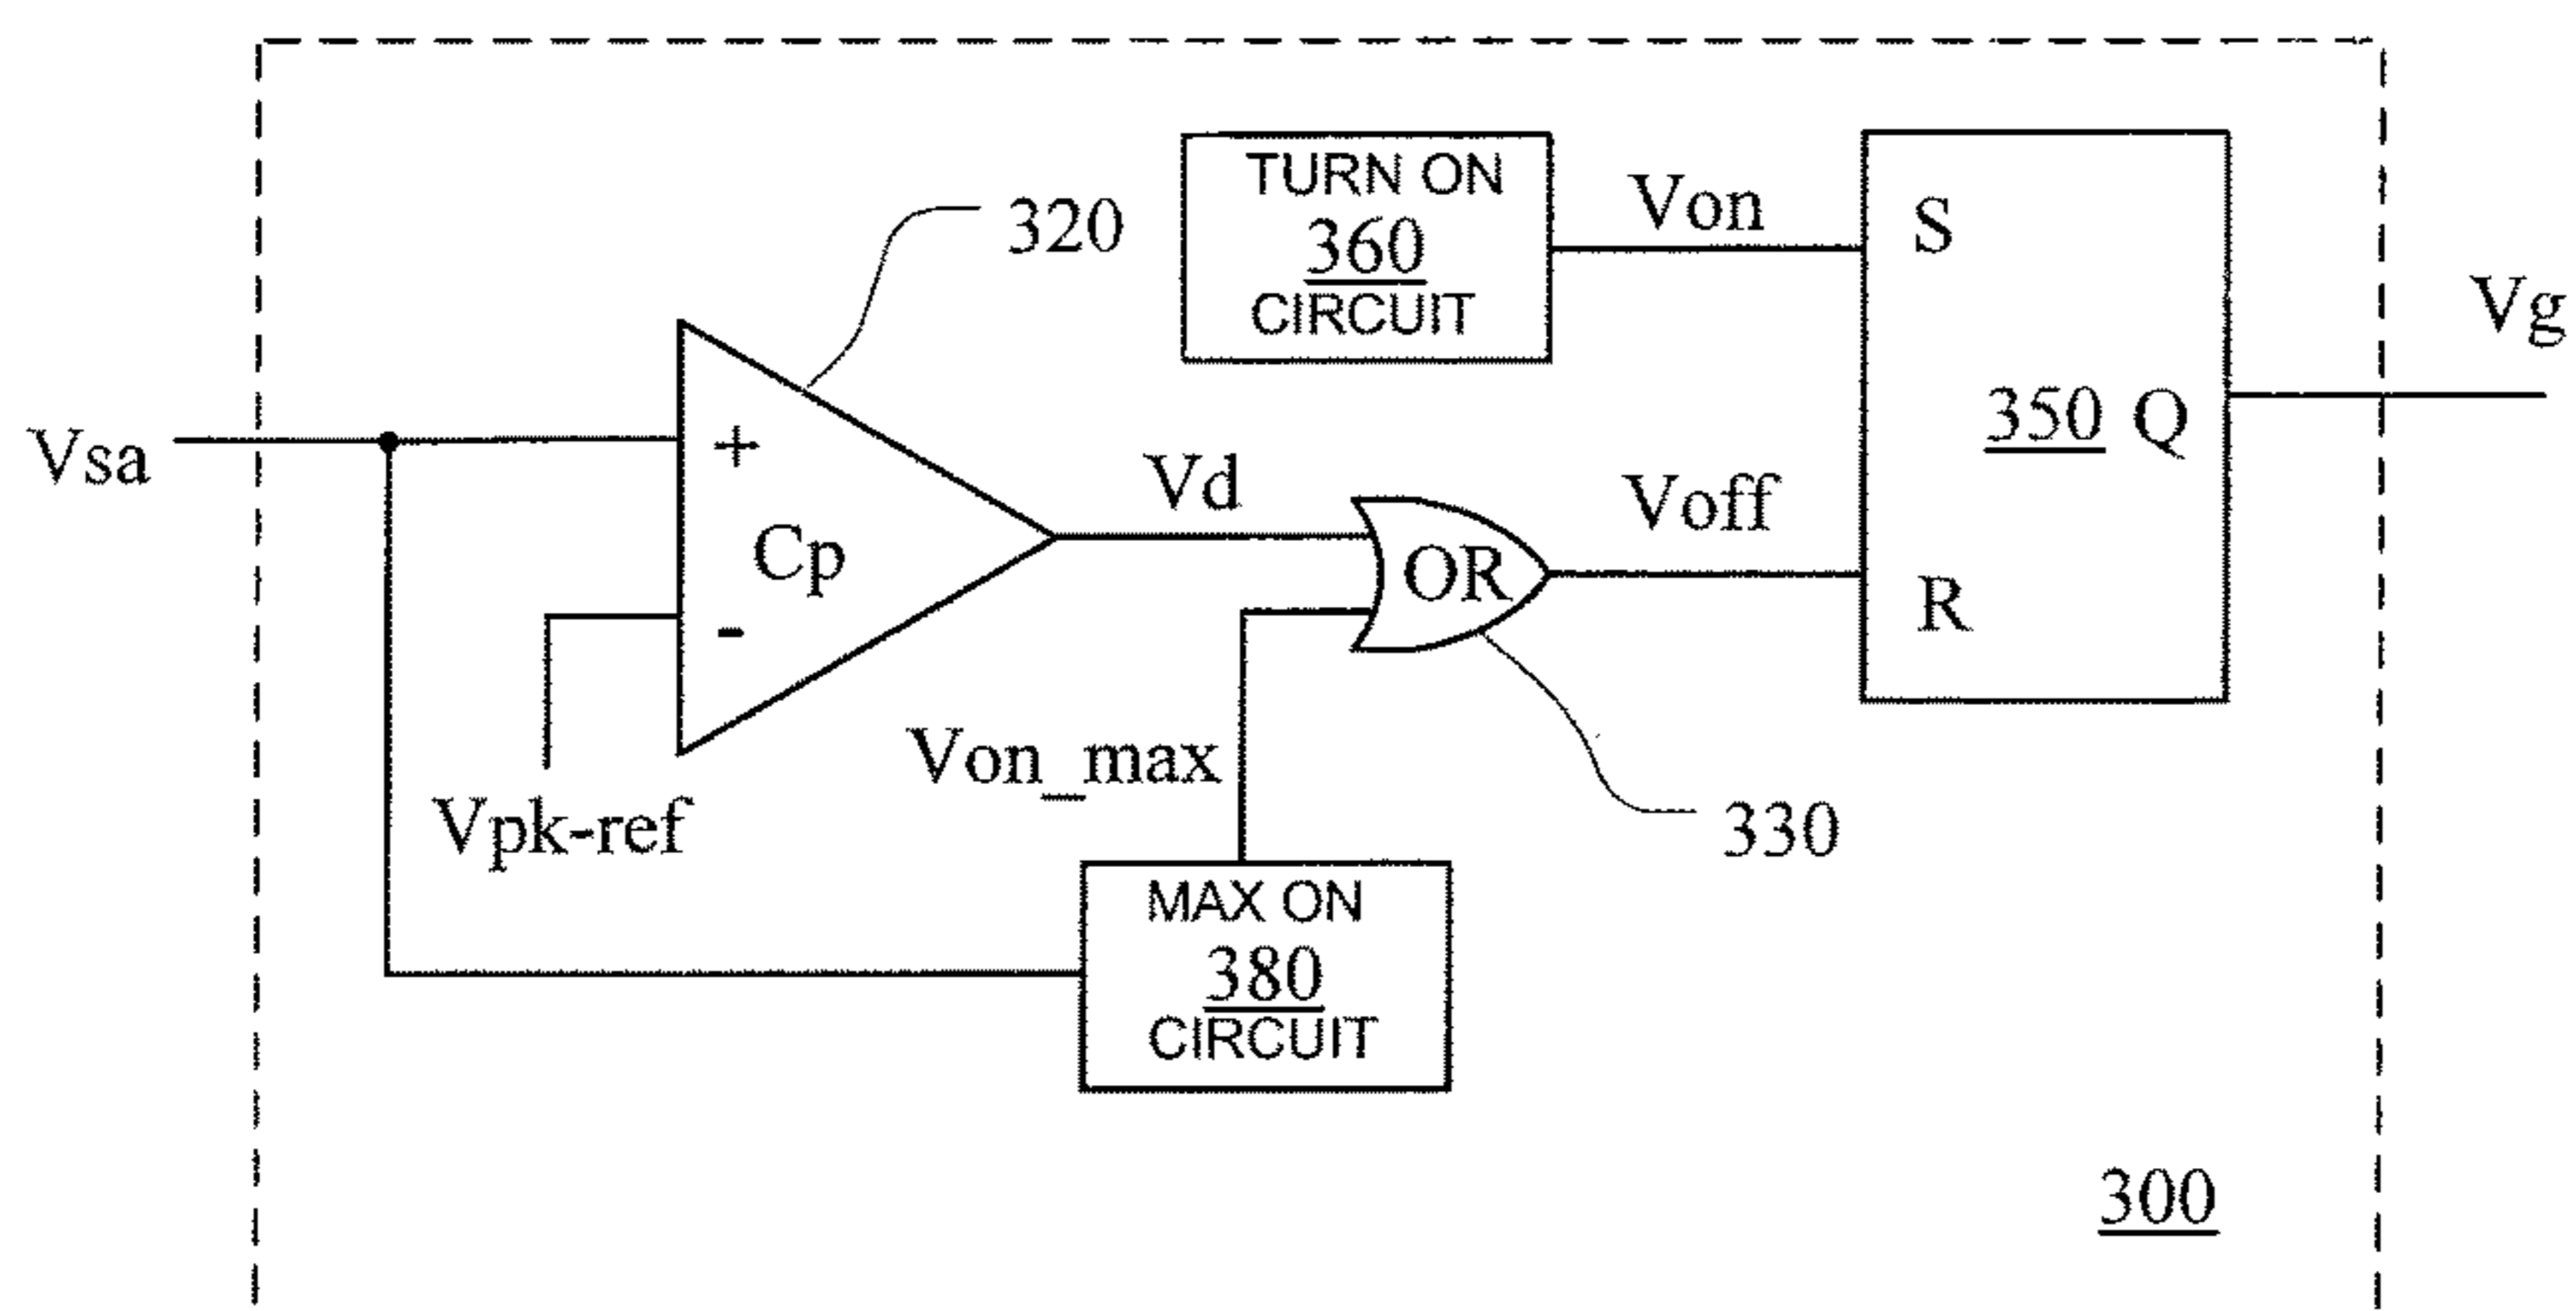 TURN ON
360
CIRCUIT
Von
S
320
Vg
350 Q
Vsa
+
Cp
-
Vd
OR
Voff
R
Vpk-ref
Von_max
330
MAX ON
380
CIRCUIT
300